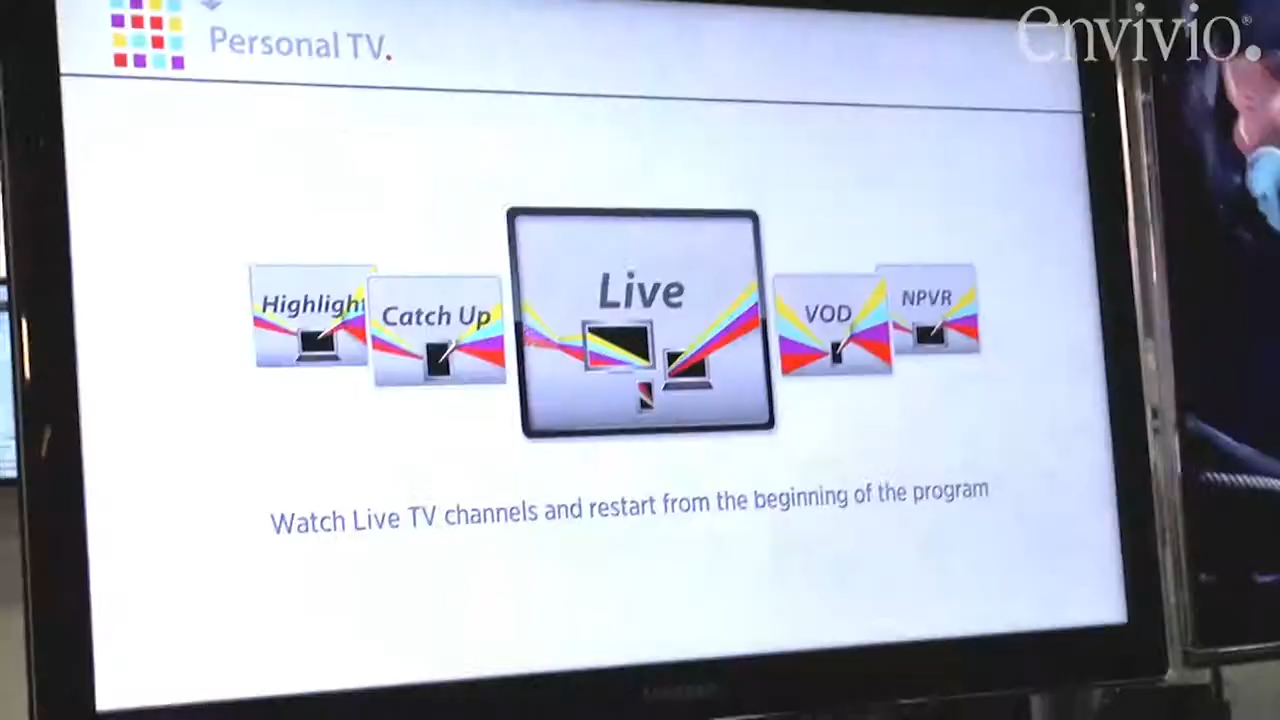 envivio.®
Personal TV.
Highligh
Catch Up
Live
VOD
NPVR
Watch Live TV channels and restart from the beginning of the program